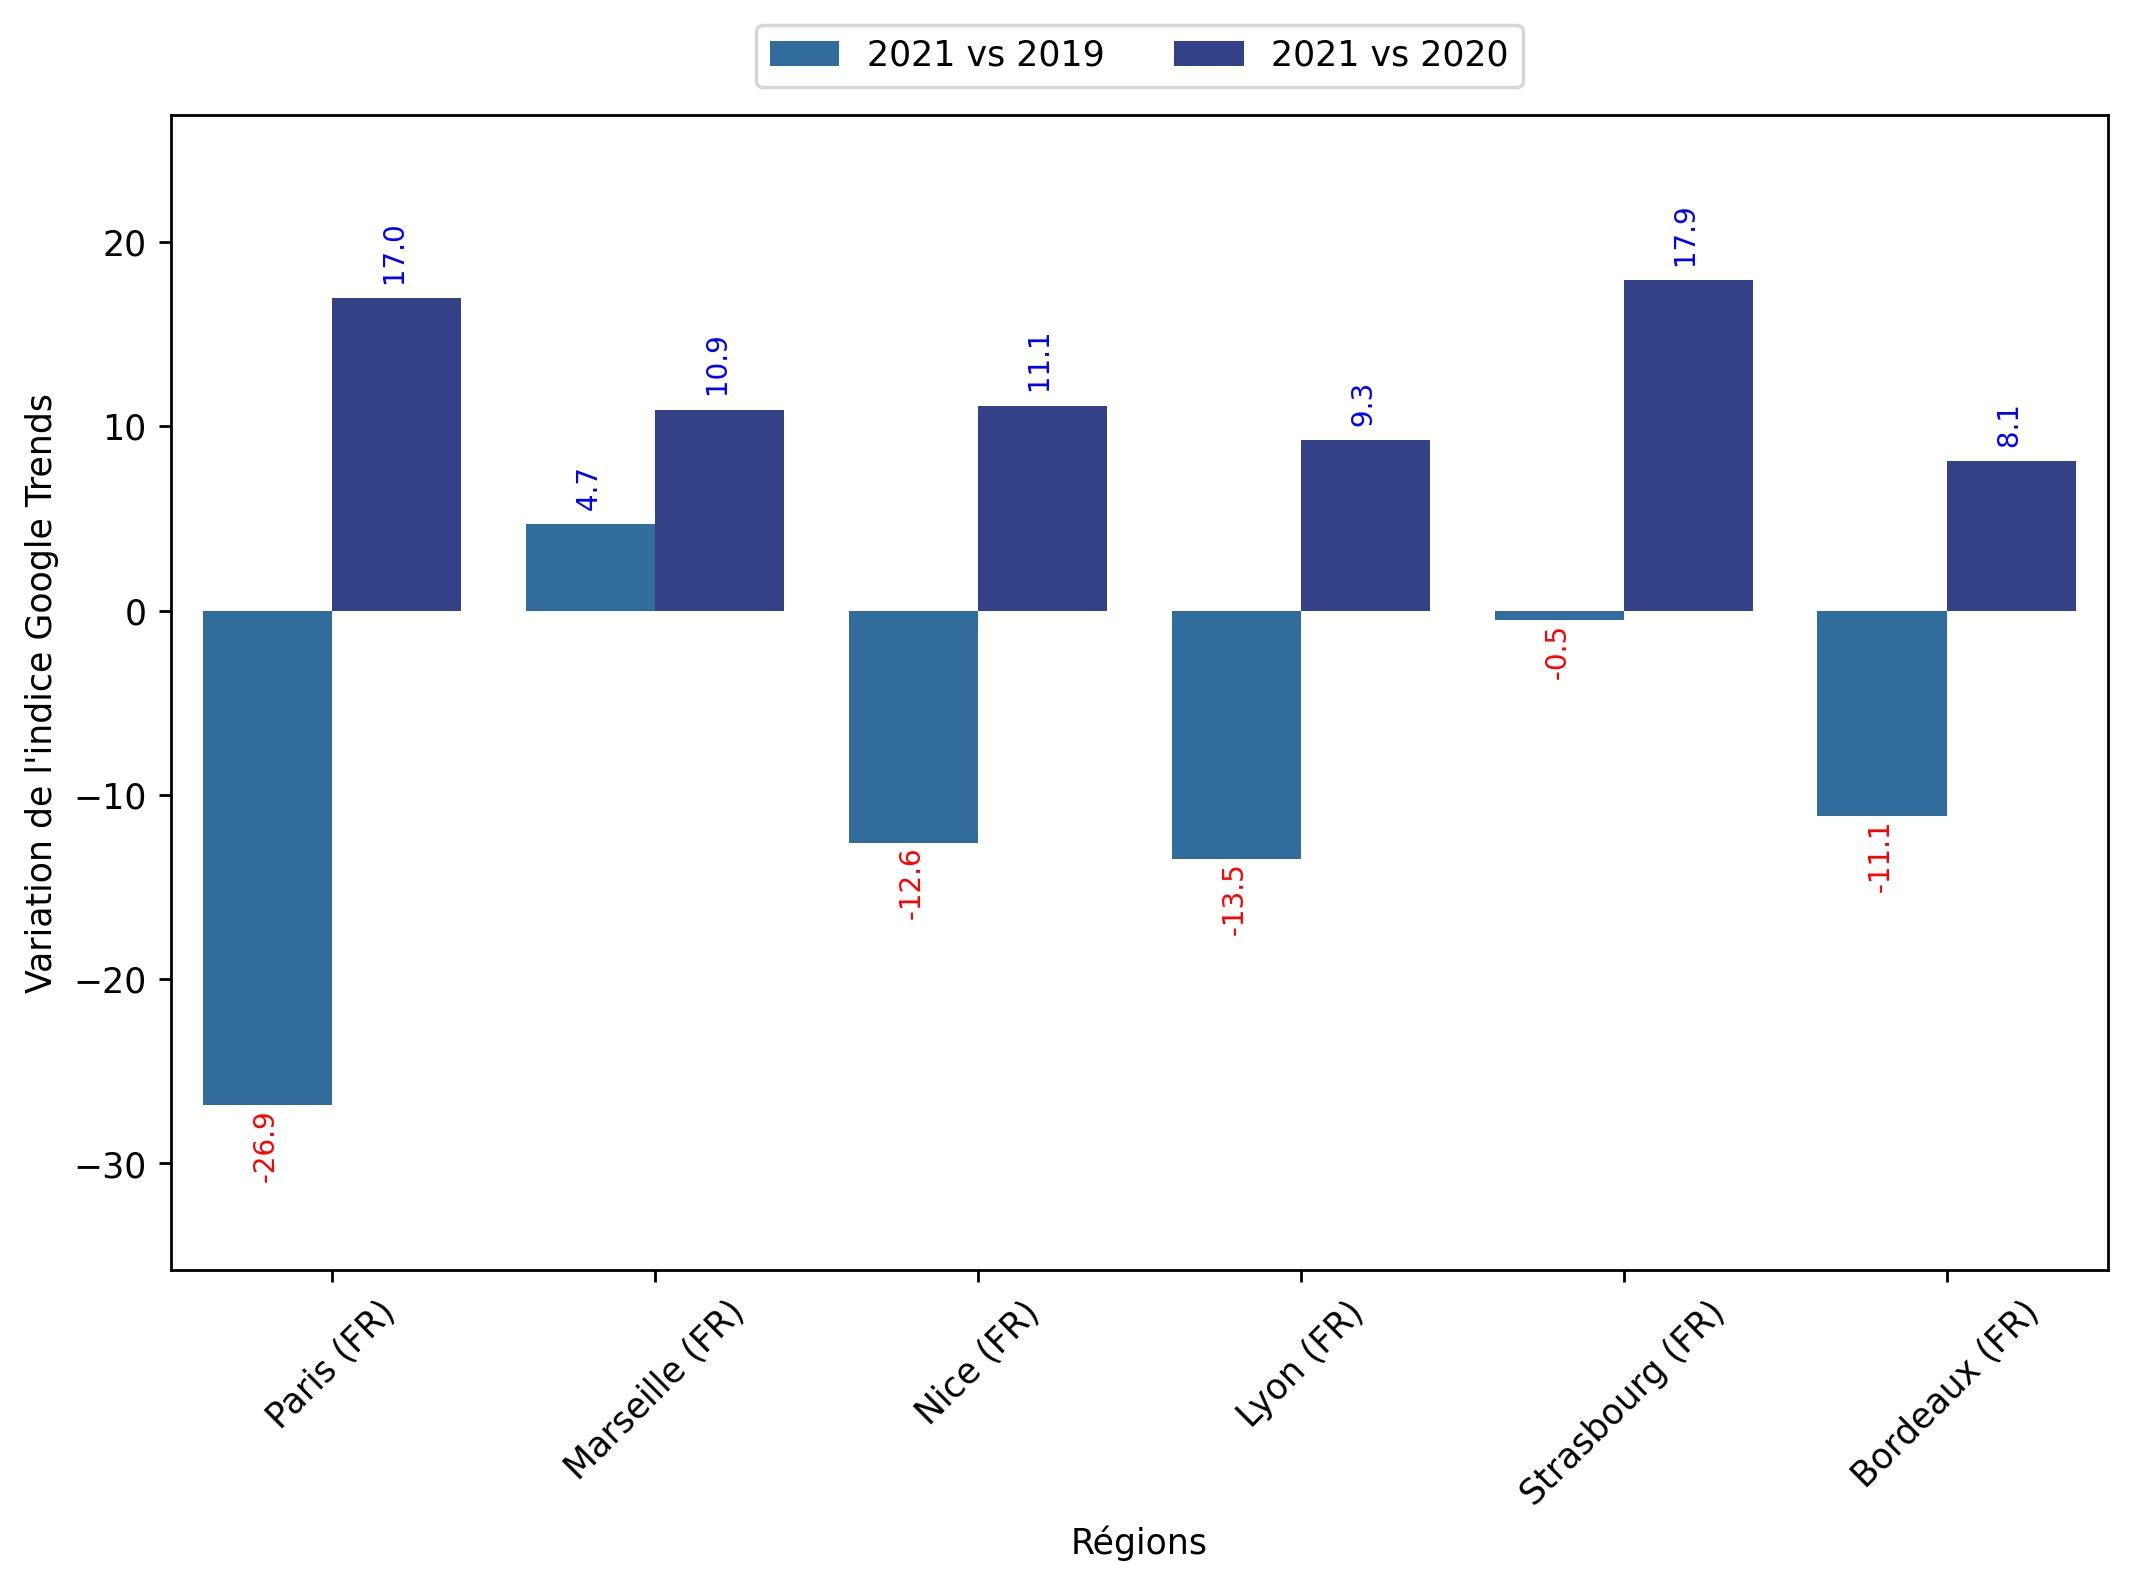 2021 vs 2019
2021 vs 2020
Variation de l'indice Google Trends
20
10
0
−10
−20
−30
-26.9
17.0
4.7
10.9
-12.6
11.1
-13.5
9.3
-0.5
17.9
-11.1
8.1
Paris (FR)
Marseille (FR)
Nice (FR)
Lyon (FR)
Strasbourg (FR)
Bordeaux (FR)
Régions